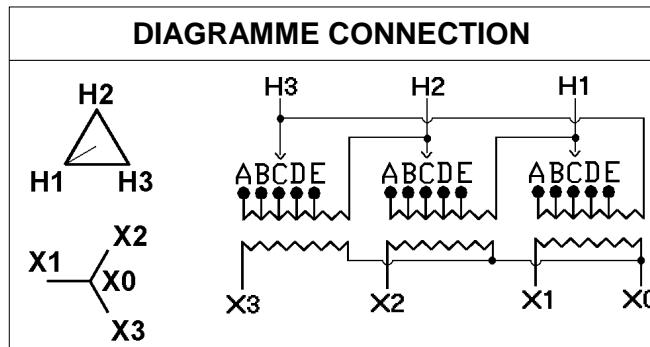 DIAGRAMME CONNECTION
H2
H1 H3
X2
X1 X0
X3
H3 H2 H1
ABCDE ABCDE ABCDE
X3 X2 X1 X0